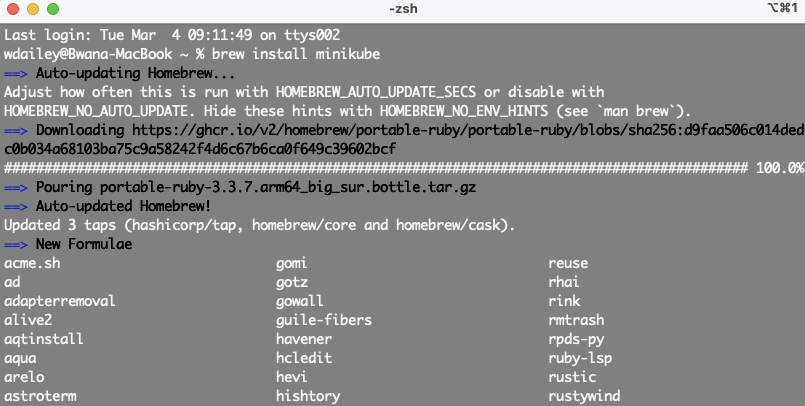 -zsh
⌥⌘1
Last login: Tue Mar  4 09:11:49 on ttys002
wdailey@Bwana-MacBook ~ % brew install minikube
==> Auto-updating Homebrew...
Adjust how often this is run with HOMEBREW_AUTO_UPDATE_SECS or disable with
HOMEBREW_NO_AUTO_UPDATE. Hide these hints with HOMEBREW_NO_ENV_HINTS (see `man brew`).
==> Downloading https://ghcr.io/v2/homebrew/portable-ruby/portable-ruby/blobs/sha256:d9faa506c014ded
c0b034a68103ba75c9a58242f4d6c67b6ca0f649c39602bcf
############################################################################################# 100.0%
==> Pouring portable-ruby-3.3.7.arm64_big_sur.bottle.tar.gz
==> Auto-updated Homebrew!
Updated 3 taps (hashicorp/tap, homebrew/core and homebrew/cask).
==> New Formulae
acme.sh                           gomi                              reuse
ad                                gotz                              rhai
adapterremoval                    gowall                            rink
alive2                            guile-fibers                      rmtrash
aqtinstall                        havener                           rpds-py
aqua                              hcledit                           ruby-lsp
arelo                             hevi                              rustic
astroterm                         hishtory                          rustywind